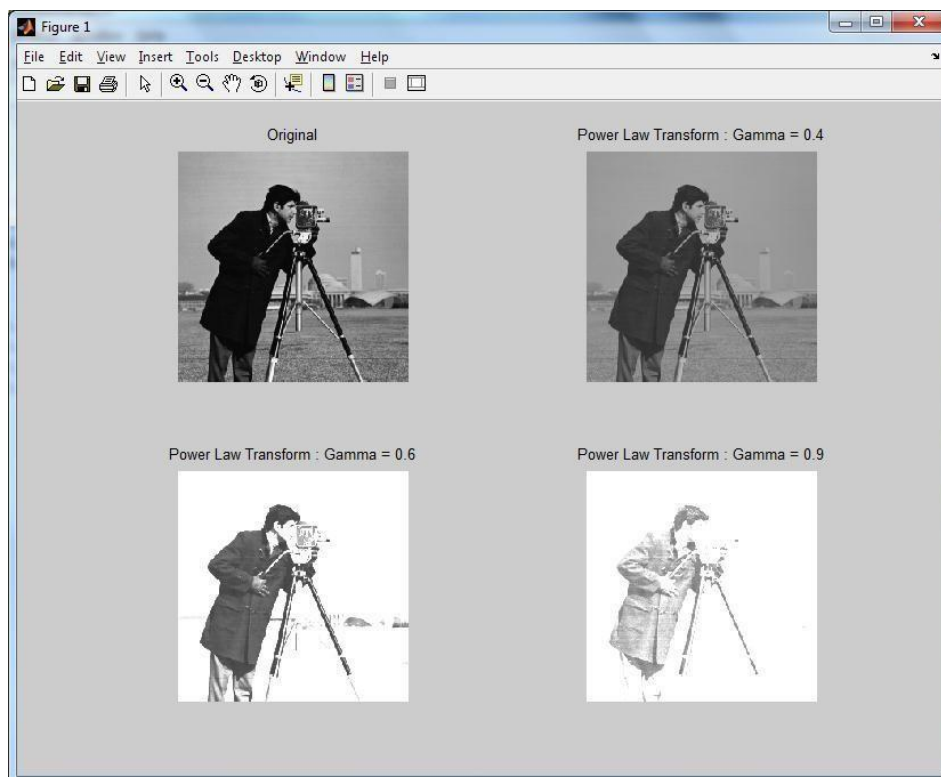 Figure 1
File Edit View Insert Tools Desktop Window Help
Original
Power Law Transform : Gamma = 0.4
Power Law Transform : Gamma = 0.6
Power Law Transform : Gamma = 0.9